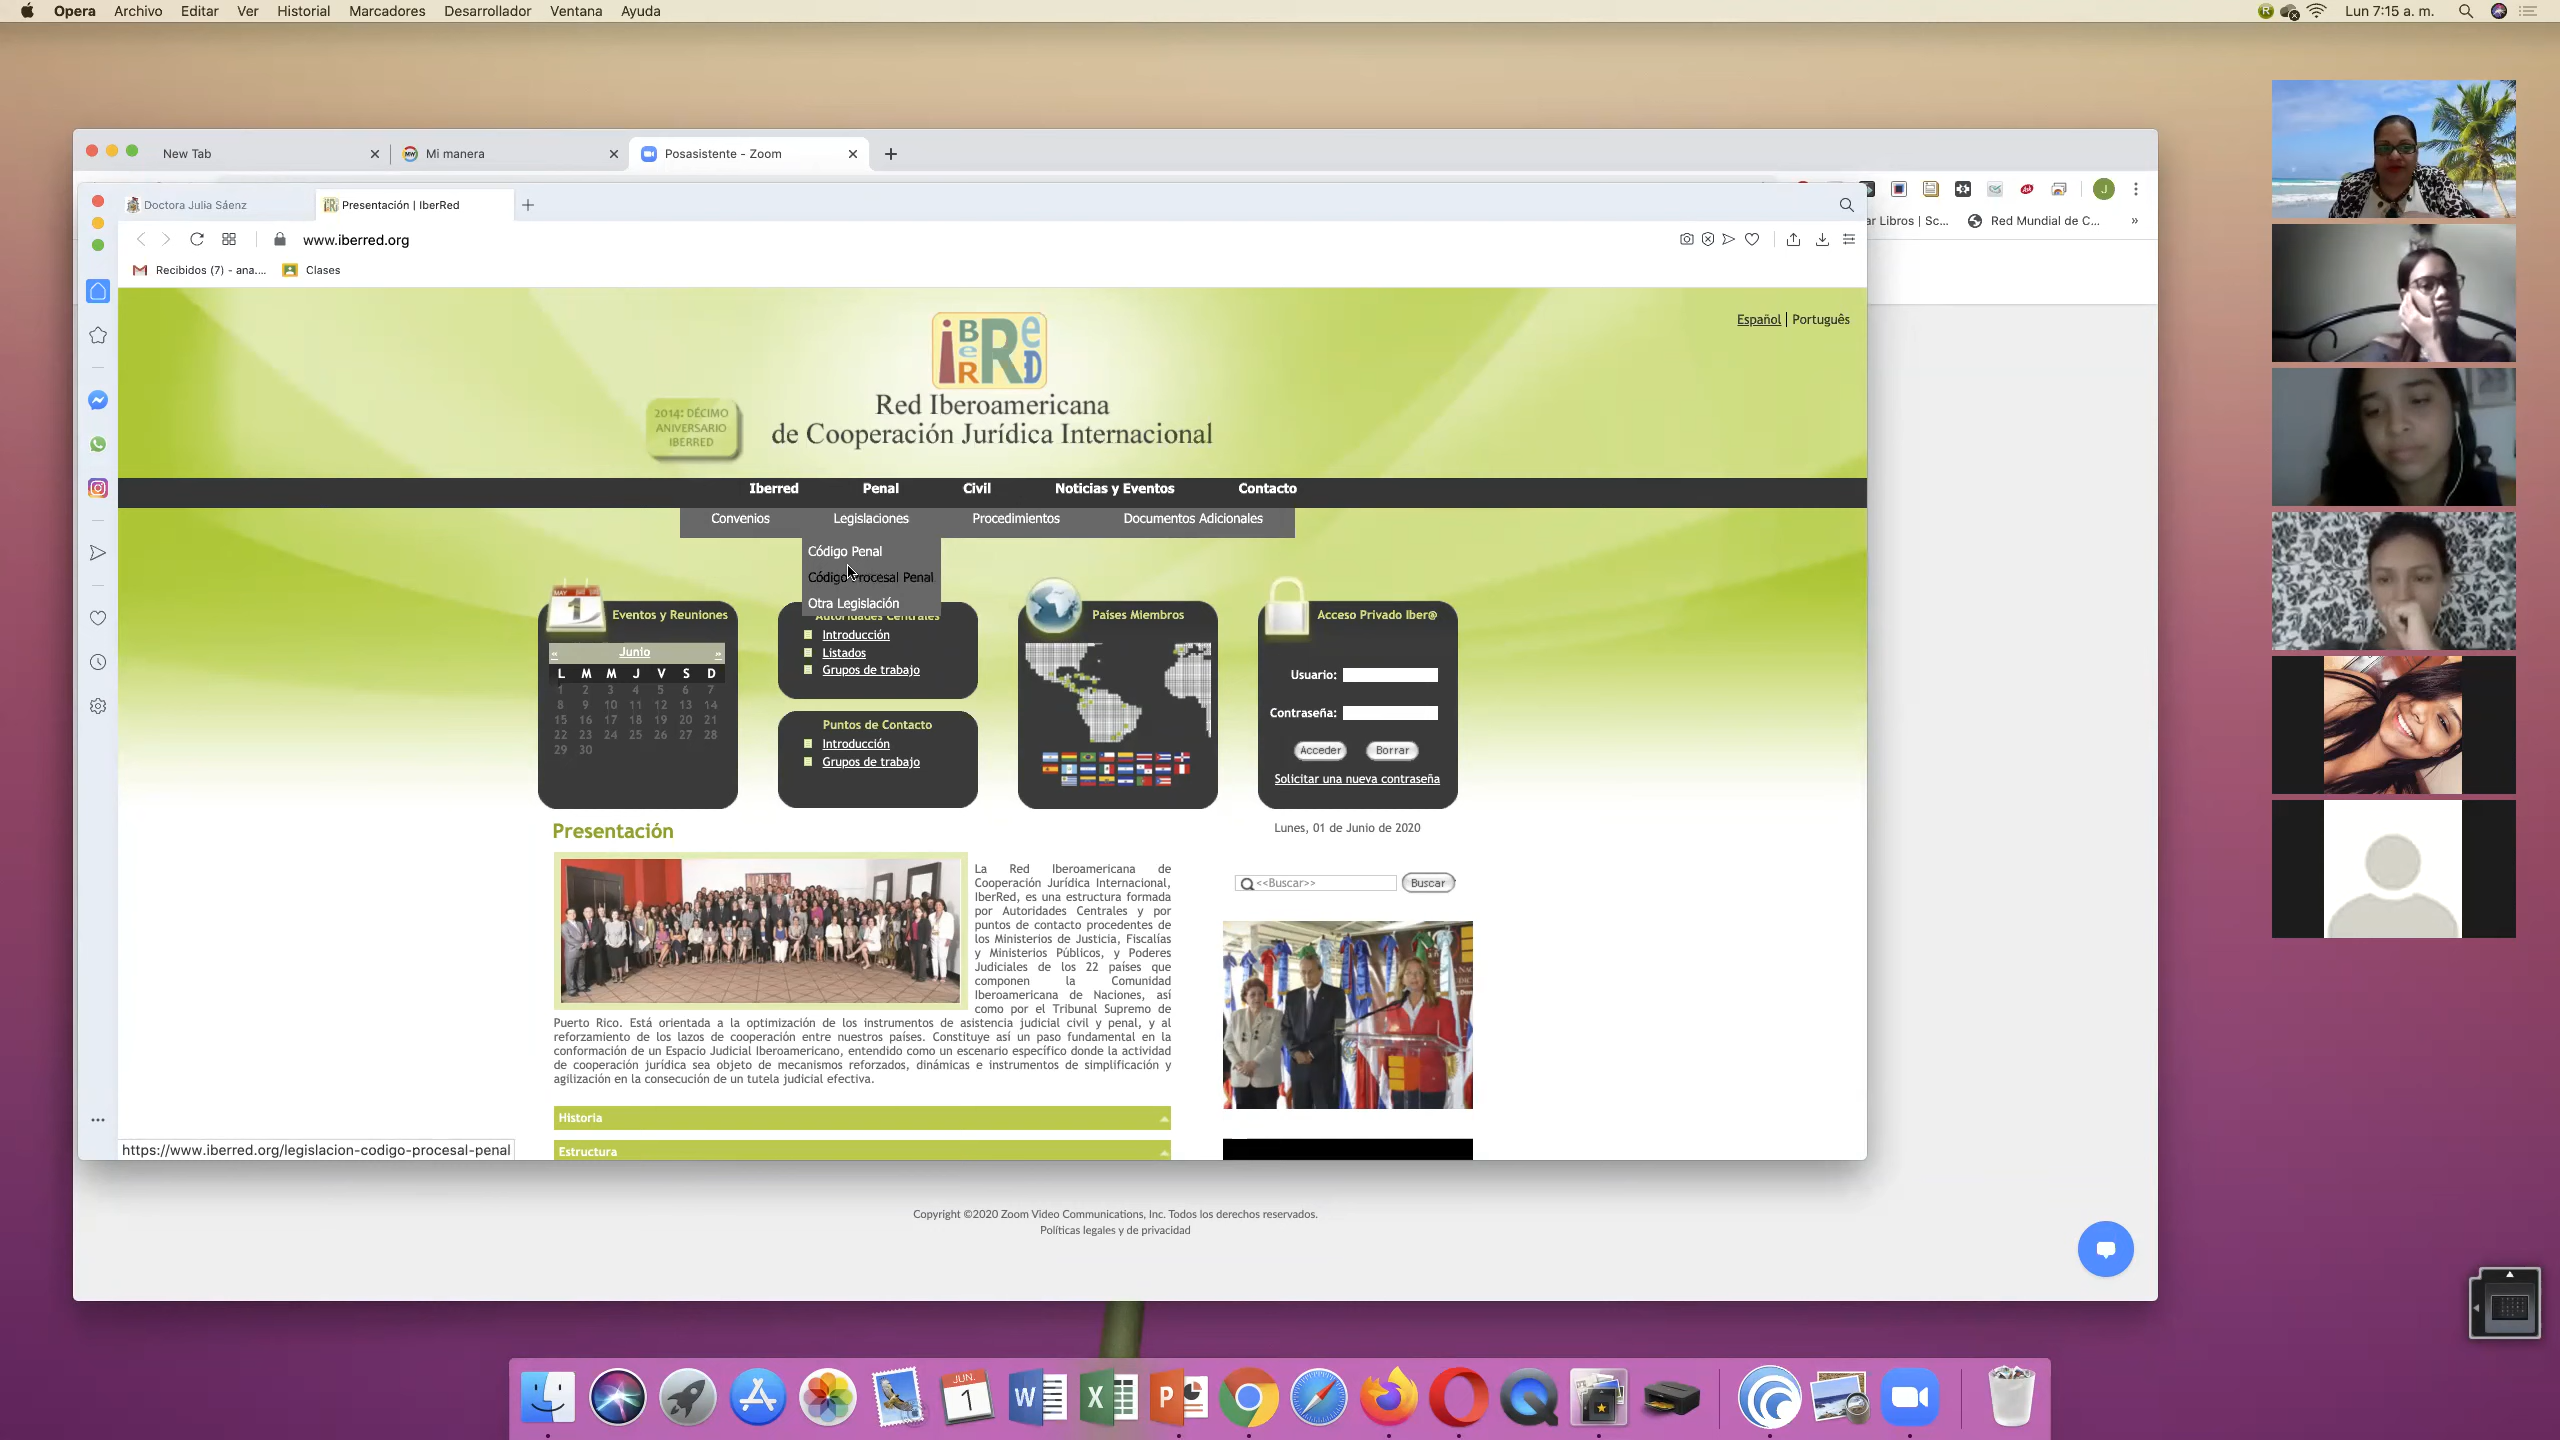 Opera Archivo Editar Ver Historial Marcadores Desarrollador Ventana Ayuda
Lun 7:15 a. m.
New Tab
Mi manera
Posasistente - Zoom
J
ar Libros | Sc...
Red Mundial de C...
»
Doctora Julia Sáenz
Presentación | IberRed
www.iberred.org
Recibidos (7) - ana....
Clases
Español | Português
IBERRED
2014: DÉCIMO
ANIVERSARIO
IBERRED
Red Iberoamericana
de Cooperación Jurídica Internacional
Iberred Penal Civil Noticias y Eventos Contacto
Convenios Legislaciones Procedimientos Documentos Adicionales
Código Penal
Código Procesal Penal
Otra Legislación
MAY
1
Eventos y Reuniones
« Junio »
L M M J V S D
1 2 3 4 5 6 7
8 9 10 11 12 13 14
15 16 17 18 19 20 21
22 23 24 25 26 27 28
29 30
Autoridades Centrales
Introducción
Listados
Grupos de trabajo
Puntos de Contacto
Introducción
Grupos de trabajo
Países Miembros
Acceso Privado Iber@
Usuario:
Contraseña:
Acceder Borrar
Solicitar una nueva contraseña
Presentación
Lunes, 01 de Junio de 2020
<<Buscar>> Buscar
La Red Iberoamericana de
Cooperación Jurídica Internacional,
IberRed, es una estructura formada
por Autoridades Centrales y por
puntos de contacto procedentes de
los Ministerios de Justicia, Fiscalías
y Ministerios Públicos, y Poderes
Judiciales de los 22 países que
componen la Comunidad
Iberoamericana de Naciones, así
como por el Tribunal Supremo de
Puerto Rico. Está orientada a la optimización de los instrumentos de asistencia judicial civil y penal, y al
reforzamiento de los lazos de cooperación entre nuestros países. Constituye así un paso fundamental en la
conformación de un Espacio Judicial Iberoamericano, entendido como un escenario específico donde la actividad
de cooperación jurídica sea objeto de mecanismos reforzados, dinámicas e instrumentos de simplificación y
agilización en la consecución de un tutela judicial efectiva.
Historia
Estructura
https://www.iberred.org/legislacion-codigo-procesal-penal
Copyright ©2020 Zoom Video Communications, Inc. Todos los derechos reservados.
Políticas legales y de privacidad
JUN.
1
W
X
P